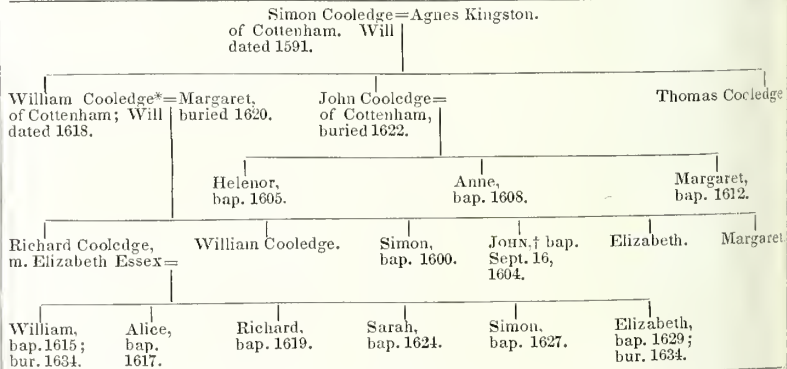 Simon Cooledge=Agnes Kingston.
of Cottenham. Will
dated 1591.
William Cooledge*=Margaret,
of Cottenham; Will buried 1620.
dated 1618.
John Cooledge=
of Cottenham,
buried 1622.
Thomas Cooledge
Helenor,
bap. 1605.
Anne,
bap. 1608.
Margaret,
bap. 1612.
Richard Cooledge,
m. Elizabeth Essex=
William Cooledge.
Simon,
bap. 1600.
JOHN,† bap.
Sept. 16,
1604.
Elizabeth.
Margaret
William,
bap. 1615;
bur. 1634.
Alice,
bap.
1617.
Richard,
bap. 1619.
Sarah,
bap. 1624.
Simon,
bap. 1627.
Elizabeth,
bap. 1629;
bur. 1634.